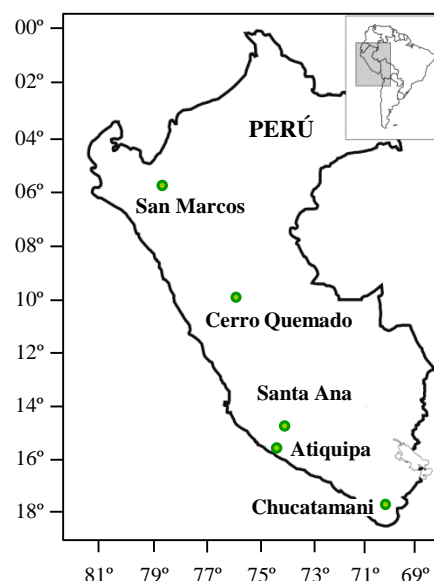 00º
02º
04º
06º
08º
10º
12º
14º
16º
18º
PERÚ
San Marcos
Cerro Quemado
Santa Ana
Atiquipa
Chucatamani
81º 79º 77º 75º 73º 71º 69º